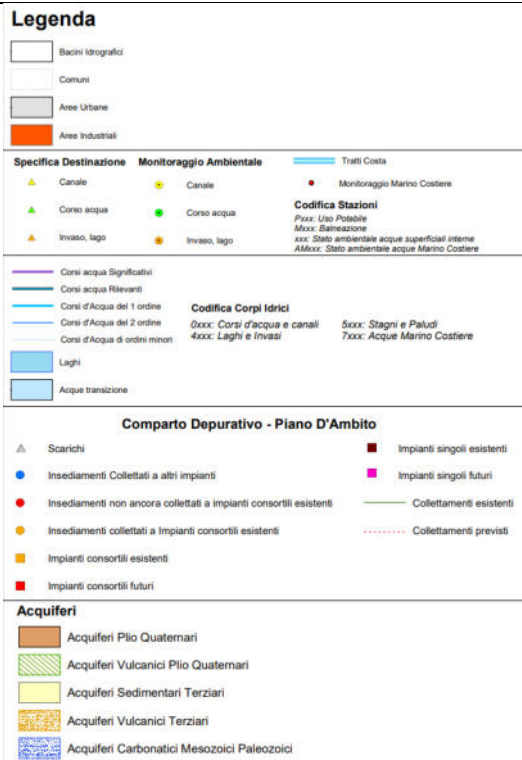 Legenda
Bacini Idrografici
Comuni
Aree Urbane
Aree Industriali
Specifica Destinazione
Canale
Corso acqua
Invaso, lago
Monitoraggio Ambientale
Canale
Corso acqua
Invaso, lago
Tratti Costa
Monitoraggio Marino Costiere
Codifica Stazioni
Pxxx: Uso Potabile
Mxxx: Balneazione
xxx: Stato ambientale acque superficiali interne
AMxxx: Stato ambientale acque Marino Costiere
Corsi acqua Significativi
Corsi acqua Rilevanti
Corsi d'Acqua del 1 ordine
Corsi d'Acqua del 2 ordine
Corsi d'Acqua di ordini minori
Laghi
Acque transizione
Codifica Corpi Idrici
0xxx: Corsi d'acqua e canali
4xxx: Laghi e Invasi
5xxx: Stagni e Paludi
7xxx: Acque Marino Costiere
Comparto Depurativo - Piano D'Ambito
Scarichi
Insediamenti Collettati a altri impianti
Insediamenti non ancora collettati a impianti consortili esistenti
Insediamenti collettati a Impianti consortili esistenti
Impianti consortili esistenti
Impianti consortili futuri
Impianti singoli esistenti
Impianti singoli futuri
Collettamenti esistenti
Collettamenti previsti
Acquiferi
Acquiferi Plio Quaternari
Acquiferi Vulcanici Plio Quaternari
Acquiferi Sedimentari Terziari
Acquiferi Vulcanici Terziari
Acquiferi Carbonatici Mesozoici Paleozoici